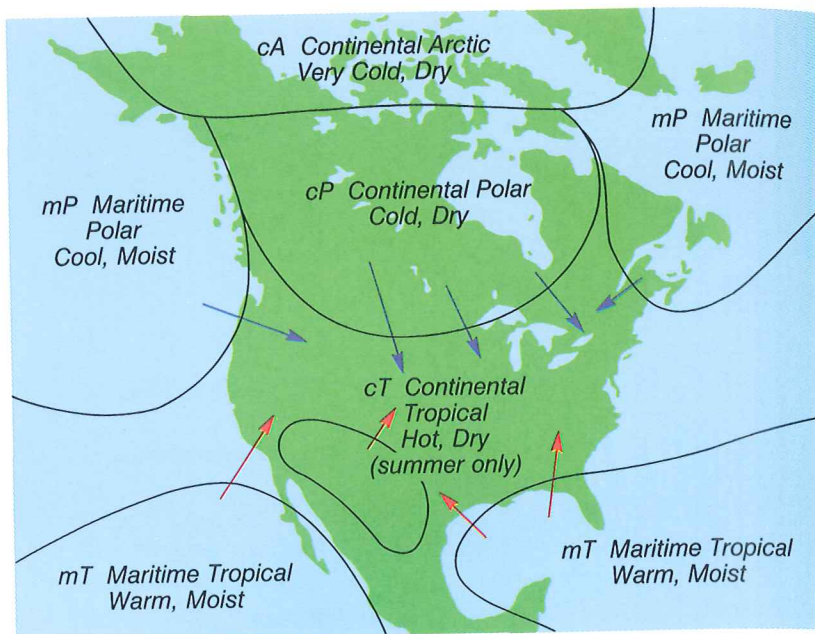 cA Continental Arctic
Very Cold, Dry
mP Maritime
Polar
Cool, Moist
cP Continental Polar
Cold, Dry
mP Maritime
Polar
Cool, Moist
cT Continental
Tropical
Hot, Dry
(summer only)
mT Maritime Tropical
Warm, Moist
mT Maritime Tropical
Warm, Moist